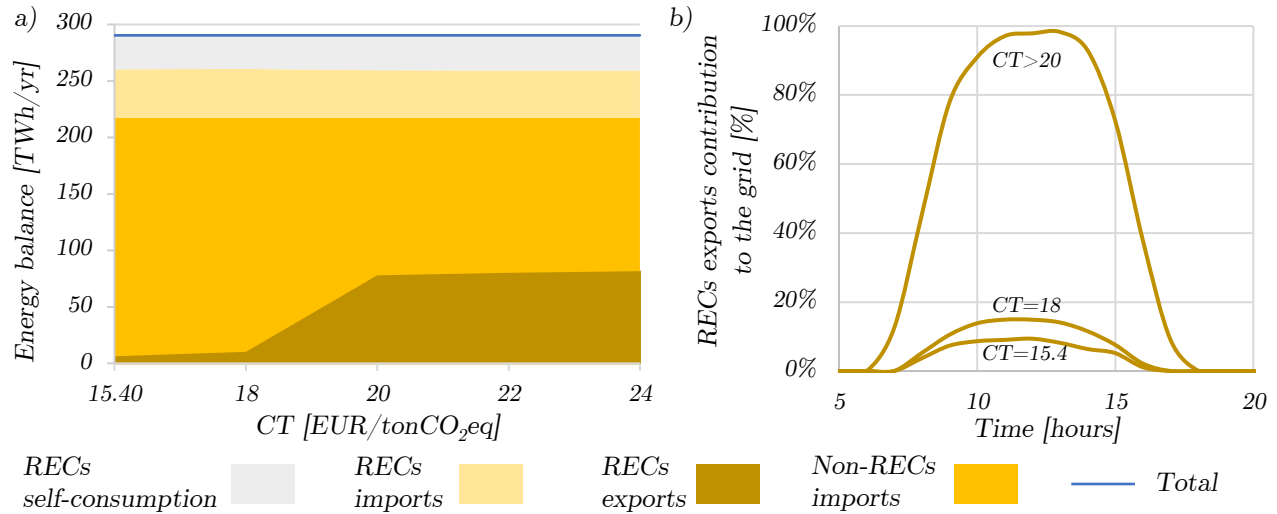 a)
Energy balance [TWh/yr]
300
250
200
150
100
50
0
15.40 18 20 22 24
CT [EUR/tonCO₂eq]
b)
RECs exports contribution
to the grid [%]
100%
80%
60%
40%
20%
0%
CT>20
CT=18
CT=15.4
5 10 15 20
Time [hours]
RECs
self-consumption
RECs
imports
RECs
exports
Non-RECs
imports
Total